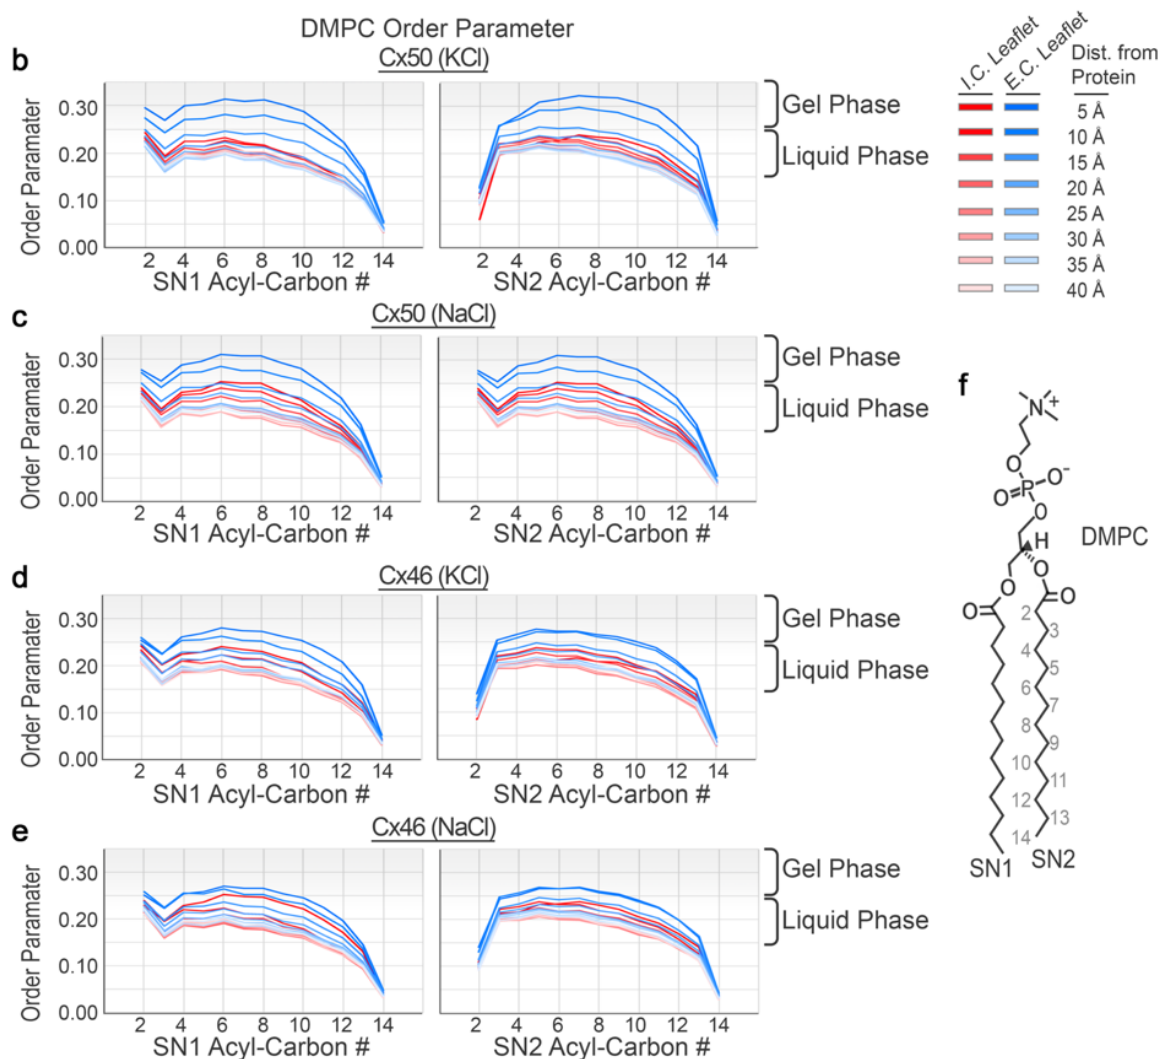 DMPC Order Parameter
b
Cx50 (KCl)
Order Paramater
0.30
0.20
0.10
0.00
2 4 6 8 10 12 14
SN1 Acyl-Carbon #
2 4 6 8 10 12 14
SN2 Acyl-Carbon #
Gel Phase
Liquid Phase
I.C. Leaflet
E.C. Leaflet
Dist. from
Protein
5 Å
10 Å
15 Å
20 Å
25 Å
30 Å
35 Å
40 Å
c
Cx50 (NaCl)
Order Paramater
0.30
0.20
0.10
0.00
2 4 6 8 10 12 14
SN1 Acyl-Carbon #
2 4 6 8 10 12 14
SN2 Acyl-Carbon #
Gel Phase
Liquid Phase
d
Cx46 (KCl)
Order Paramater
0.30
0.20
0.10
0.00
2 4 6 8 10 12 14
SN1 Acyl-Carbon #
2 4 6 8 10 12 14
SN2 Acyl-Carbon #
Gel Phase
Liquid Phase
e
Cx46 (NaCl)
Order Paramater
0.30
0.20
0.10
0.00
2 4 6 8 10 12 14
SN1 Acyl-Carbon #
2 4 6 8 10 12 14
SN2 Acyl-Carbon #
Gel Phase
Liquid Phase
f
N+
O
O=P-O-
O
H
DMPC
O
O
O
O
2
3
4
5
6
7
8
9
10
11
12
13
14
SN1
SN2